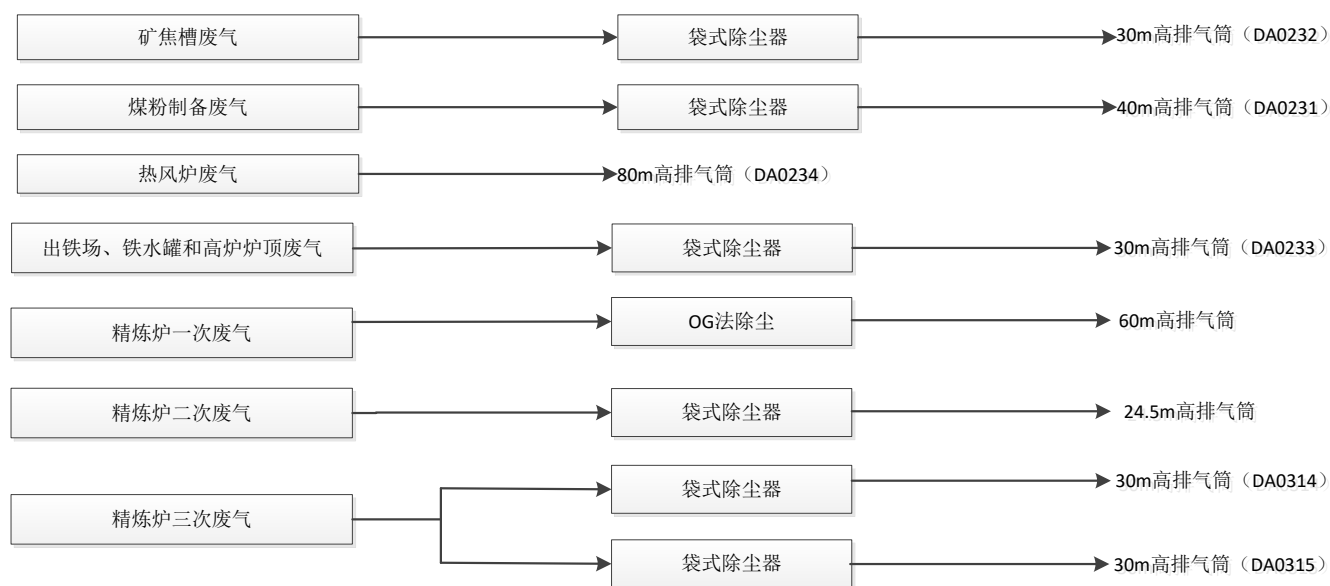 矿焦槽废气
袋式除尘器
30m高排气筒（DA0232）
煤粉制备废气
袋式除尘器
40m高排气筒（DA0231）
热风炉废气
80m高排气筒（DA0234）
出铁场、铁水罐和高炉炉顶废气
袋式除尘器
30m高排气筒（DA0233）
精炼炉一次废气
OG法除尘
60m高排气筒
精炼炉二次废气
袋式除尘器
24.5m高排气筒
精炼炉三次废气
袋式除尘器
30m高排气筒（DA0314）
袋式除尘器
30m高排气筒（DA0315）